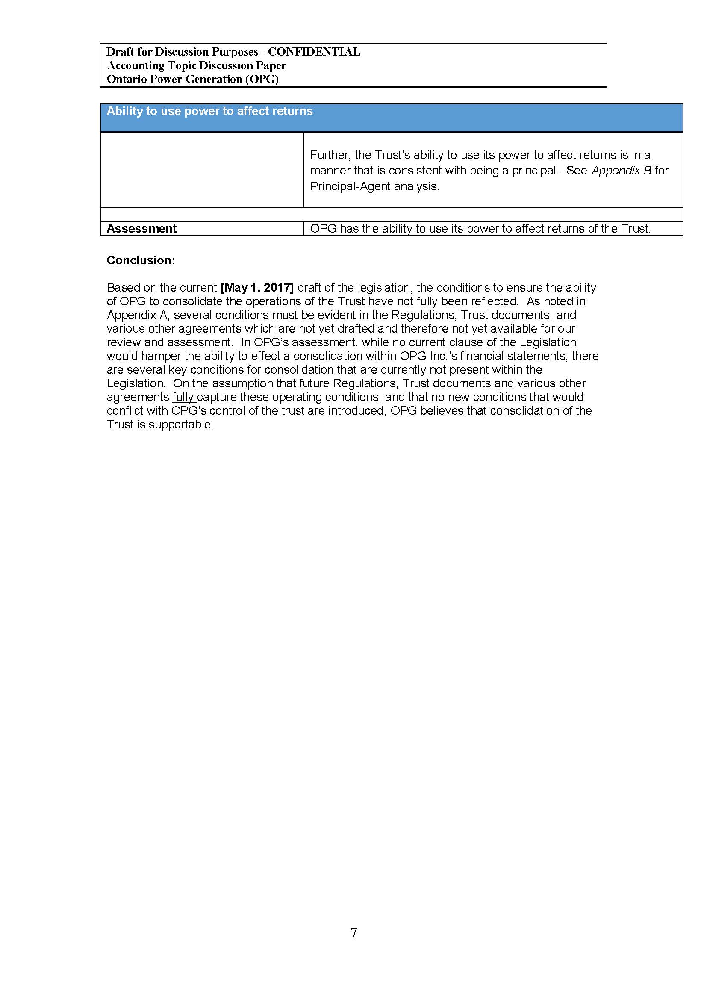 Draft for Discussion Purposes - CONFIDENTIAL
Accounting Topic Discussion Paper
Ontario Power Generation (OPG)
Ability to use power to affect returns
Further, the Trust’s ability to use its power to affect returns is in a
manner that is consistent with being a principal.  See Appendix B for
Principal-Agent analysis.
Assessment
OPG has the ability to use its power to affect returns of the Trust.
Conclusion:
Based on the current [May 1, 2017] draft of the legislation, the conditions to ensure the ability
of OPG to consolidate the operations of the Trust have not fully been reflected.  As noted in
Appendix A, several conditions must be evident in the Regulations, Trust documents, and
various other agreements which are not yet drafted and therefore not yet available for our
review and assessment.  In OPG’s assessment, while no current clause of the Legislation
would hamper the ability to effect a consolidation within OPG Inc.’s financial statements, there
are several key conditions for consolidation that are currently not present within the
Legislation.  On the assumption that future Regulations, Trust documents and various other
agreements fully capture these operating conditions, and that no new conditions that would
conflict with OPG’s control of the trust are introduced, OPG believes that consolidation of the
Trust is supportable.
7